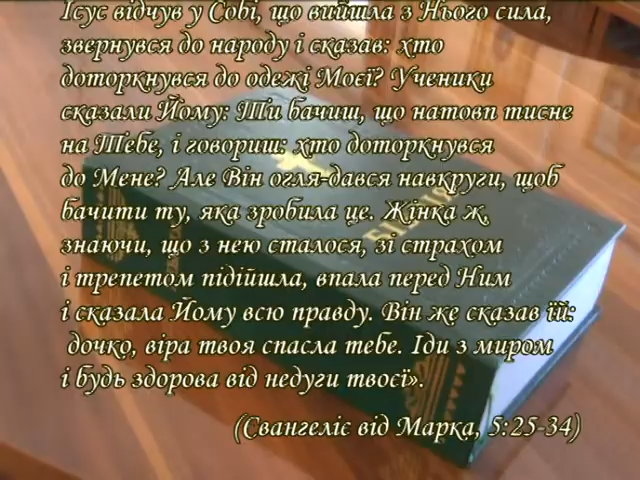 Ісус відчув у Собі, що вийшла з Нього сила,
звернувся до народу і сказав: хто
доторкнувся до одежі Моєї? Ученики
сказали Йому: Ти бачиш, що натовп тисне
на Тебе, і говориш: хто доторкнувся
до Мене? Але Він огля-дався навкруги, щоб
бачити ту, яка зробила це. Жінка ж,
знаючи, що з нею сталося, зі страхом
і трепетом підійшла, впала перед Ним
і сказала Йому всю правду. Він же сказав їй:
дочко, віра твоя спасла тебе. Іди з миром
і будь здорова від недуги твоєї».
(Євангеліє від Марка, 5:25-34)
БІБЛІЯ